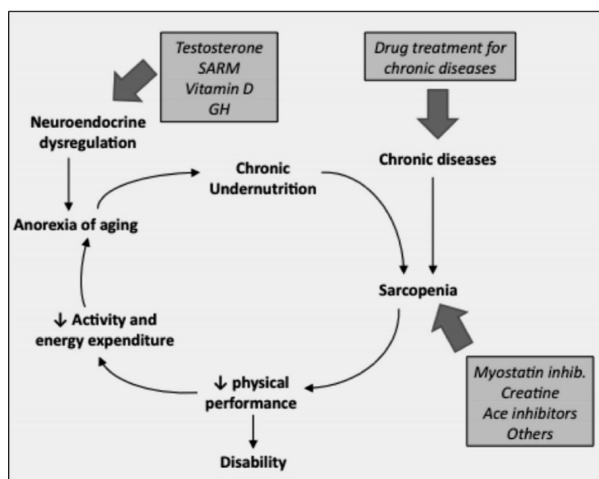 Testosterone
SARM
Vitamin D
GH
Drug treatment for
chronic diseases
Neuroendocrine
dysregulation
Chronic diseases
Chronic
Undernutrition
Anorexia of aging
Sarcopenia
↓ Activity and
energy expenditure
↓ physical
performance
Myostatin inhib.
Creatine
Ace inhibitors
Others
Disability